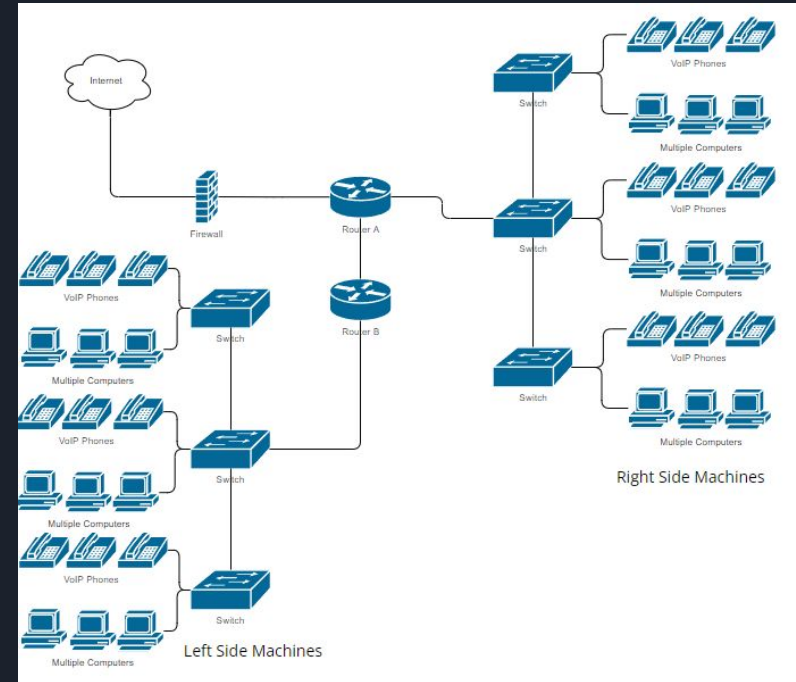 Internet
Firewall
Router A
Router B
VoIP Phones
Switch
Multiple Computers
VoIP Phones
Switch
Multiple Computers
VoIP Phones
Switch
Multiple Computers
Left Side Machines
VoIP Phones
Switch
Multiple Computers
VoIP Phones
Switch
Multiple Computers
VoIP Phones
Switch
Multiple Computers
Right Side Machines